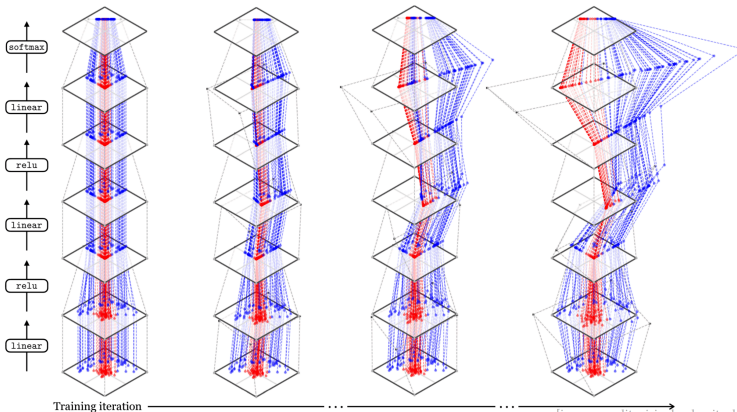 softmax
linear
relu
linear
relu
linear
Training iteration ... ...